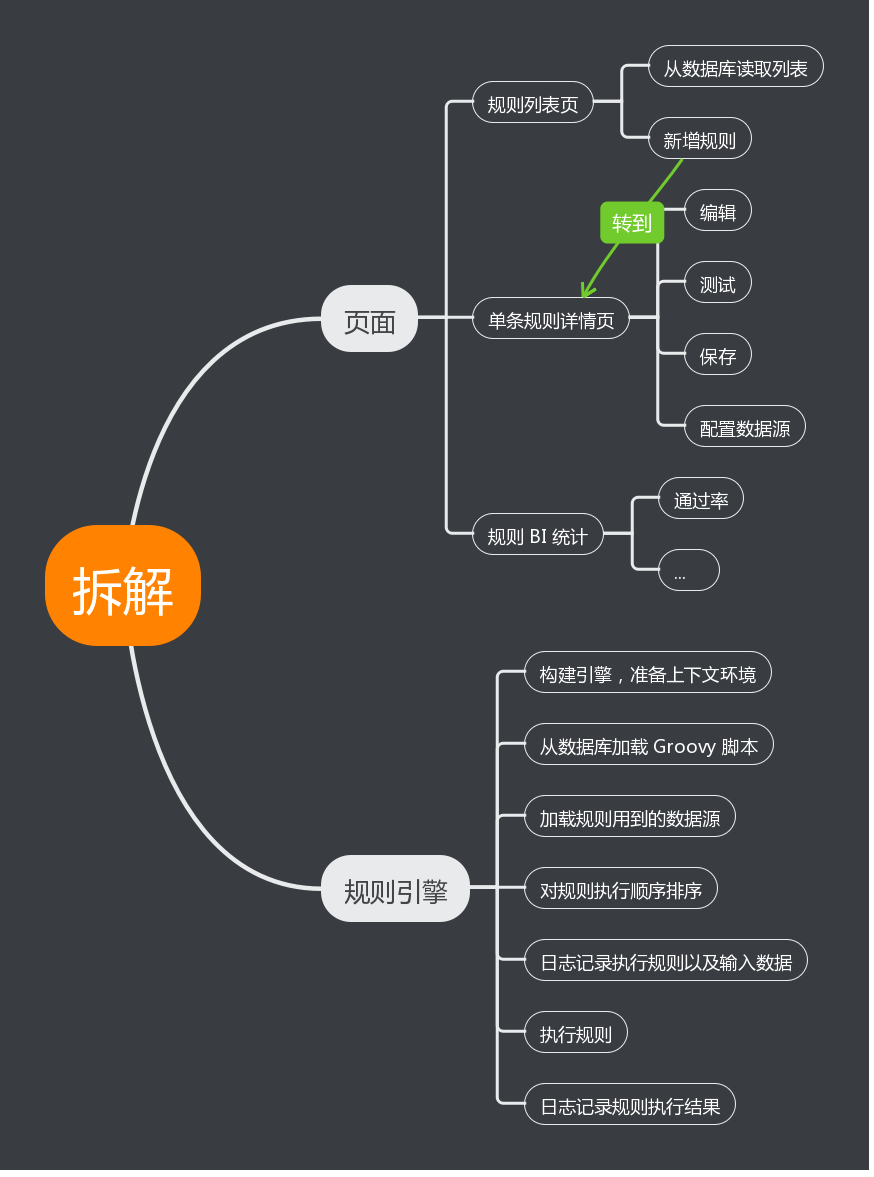 拆解
页面
规则列表页
从数据库读取列表
新增规则
转到
单条规则详情页
编辑
测试
保存
配置数据源
规则 BI 统计
通过率
...
规则引擎
构建引擎，准备上下文环境
从数据库加载 Groovy 脚本
加载规则用到的数据源
对规则执行顺序排序
日志记录执行规则以及输入数据
执行规则
日志记录规则执行结果